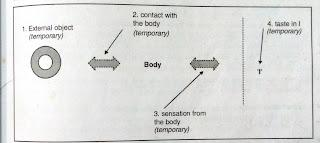 1. External object
(temporary)
2. contact with
the body
(temporary)
Body
3. sensation from
the body
(temporary)
4. taste in I
(temporary)
'I'